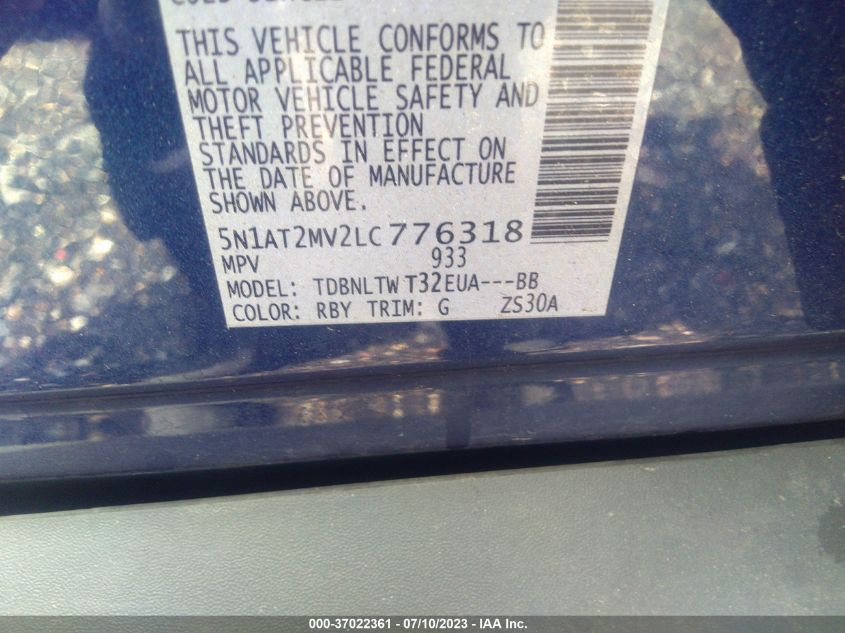 THIS VEHICLE CONFORMS TO
ALL APPLICABLE FEDERAL
MOTOR VEHICLE SAFETY AND
THEFT PREVENTION
STANDARDS IN EFFECT ON
THE DATE OF MANUFACTURE
SHOWN ABOVE.
5N1AT2MV2LC776318
MPV 933
MODEL: TDBNLTW T32EUA---BB
COLOR: RBY TRIM: G ZS30A
000-37022361 - 07/10/2023 - IAA Inc.